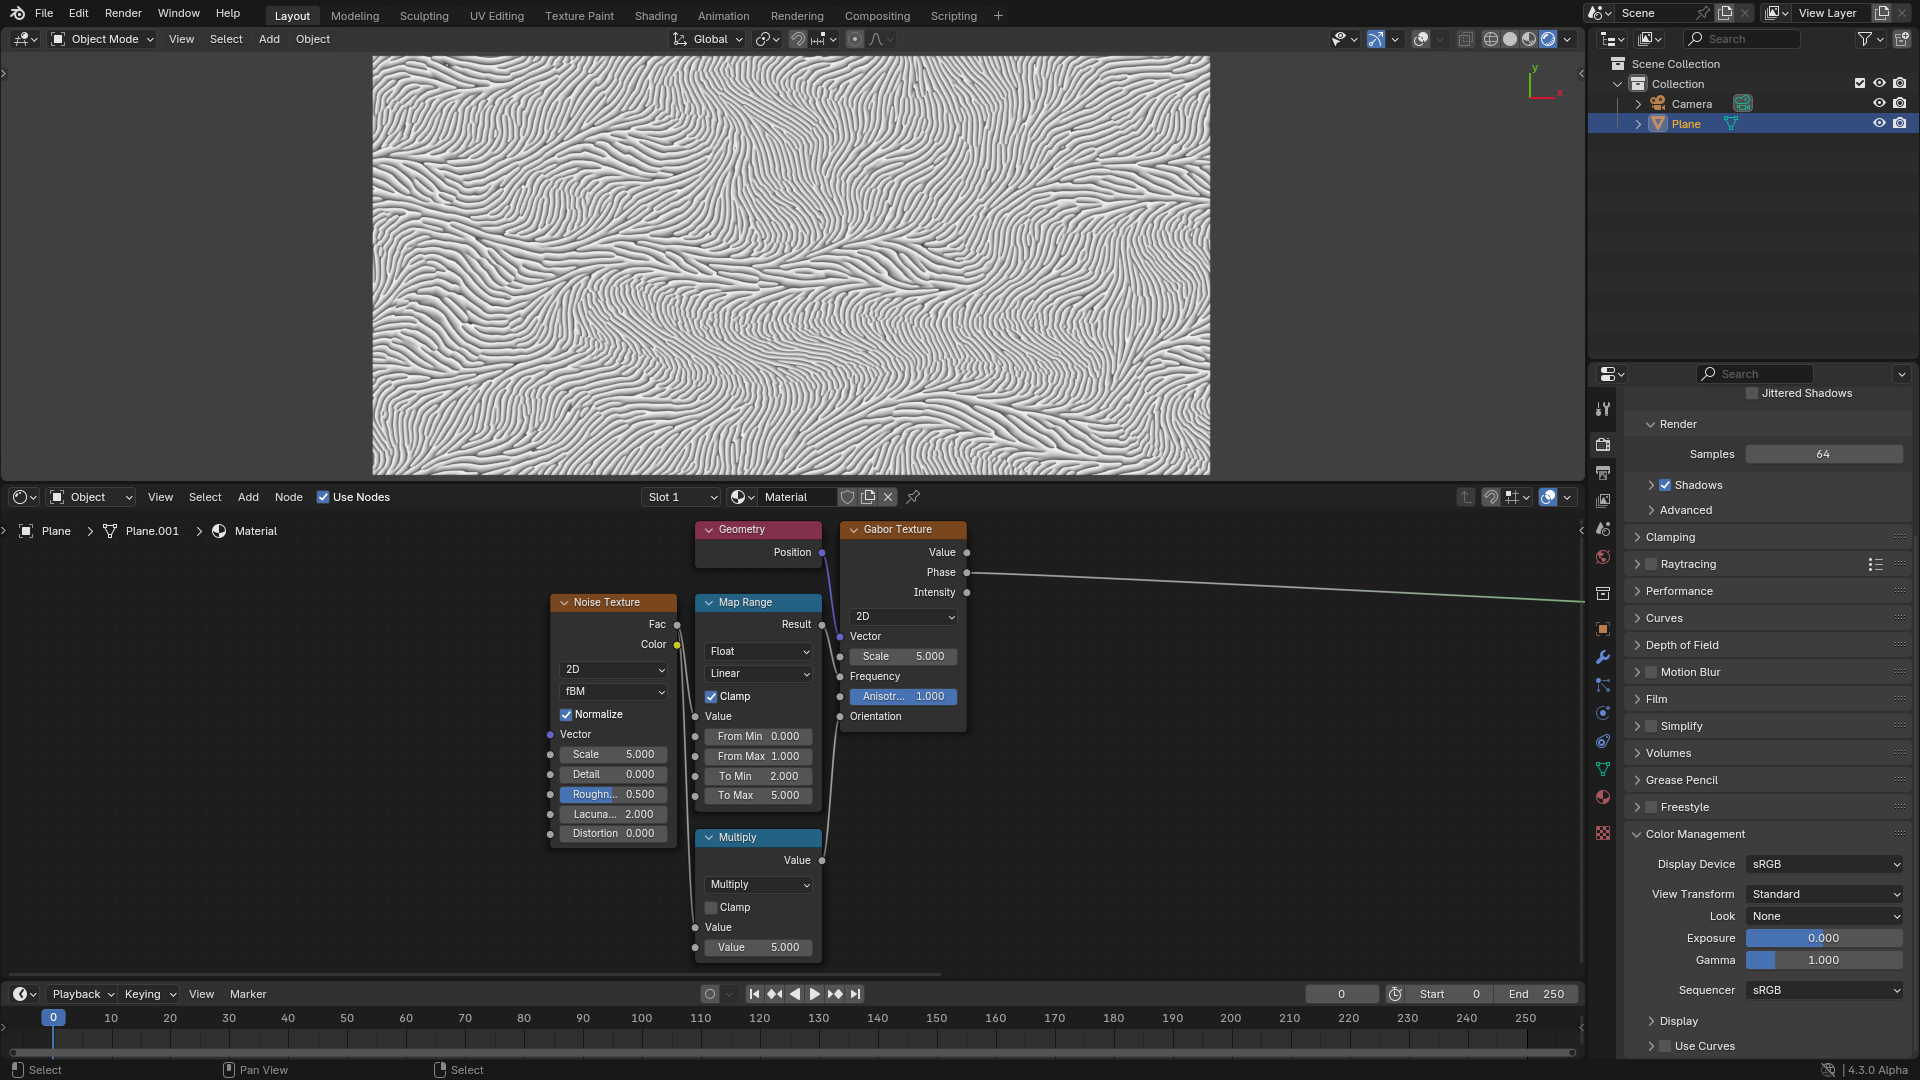 File Edit Render Window Help Layout Modeling Sculpting UV Editing Texture Paint Shading Animation Rendering Compositing Scripting + Scene View Layer
Object Mode View Select Add Object Global Search
y
x
Scene Collection
Collection
Camera
Plane
Search
Jittered Shadows
Render
Samples 64
Shadows
Advanced
Clamping
Raytracing
Performance
Curves
Depth of Field
Motion Blur
Film
Simplify
Volumes
Grease Pencil
Freestyle
Color Management
Display Device sRGB
View Transform Standard
Look None
Exposure 0.000
Gamma 1.000
Sequencer sRGB
Display
Use Curves
Object View Select Add Node Use Nodes Slot 1 Material
Plane Plane.001 Material
Geometry
Position
Gabor Texture
Value
Phase
Intensity
2D
Vector
Scale 5.000
Frequency
Anisotr... 1.000
Orientation
Noise Texture
Fac
Color
2D
fBM
Normalize
Vector
Scale 5.000
Detail 0.000
Roughn... 0.500
Lacuna... 2.000
Distortion 0.000
Map Range
Result
Float
Linear
Clamp
Value
From Min 0.000
From Max 1.000
To Min 2.000
To Max 5.000
Multiply
Value
Multiply
Clamp
Value
Value 5.000
Playback Keying View Marker 0 Start 0 End 250
0 10 20 30 40 50 60 70 80 90 100 110 120 130 140 150 160 170 180 190 200 210 220 230 240 250
Select Pan View Select 4.3.0 Alpha